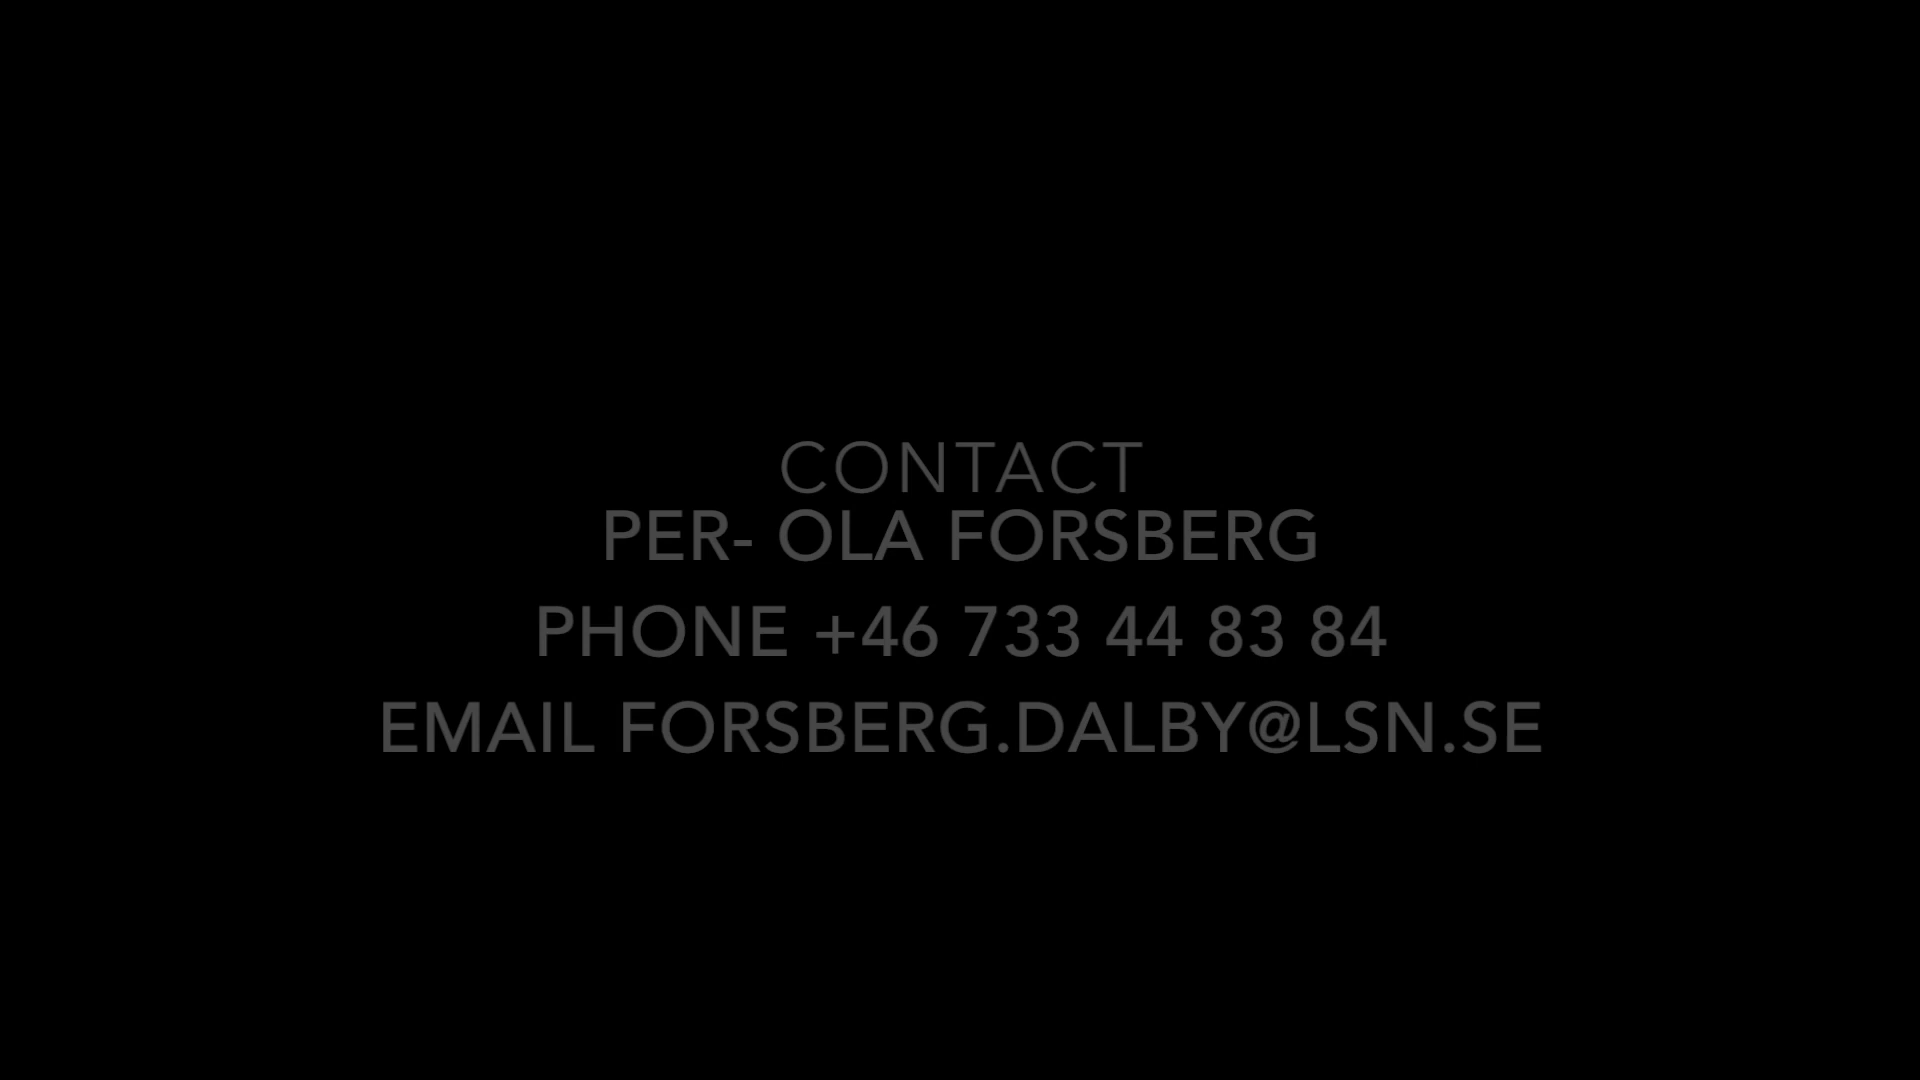 CONTACT
PER- OLA FORSBERG
PHONE +46 733 44 83 84
EMAIL FORSBERG.DALBY@LSN.SE